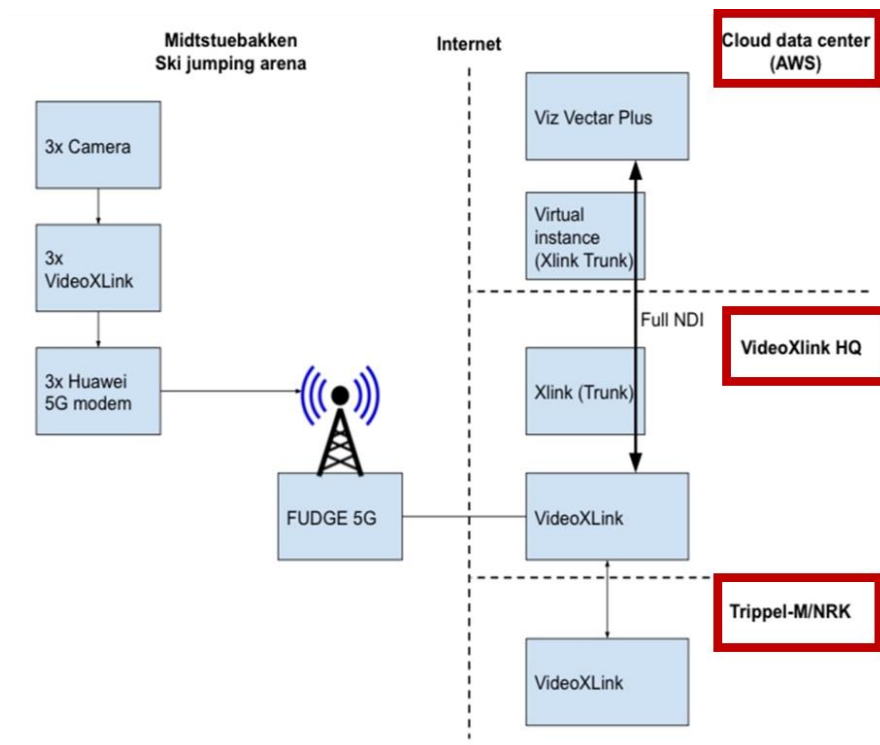 Midtstuebakken
Ski jumping arena
Internet
Cloud data center
(AWS)
3x Camera
Viz Vectar Plus
3x
VideoXLink
Virtual
instance
(Xlink Trunk)
Full NDI
VideoXlink HQ
3x Huawei
5G modem
Xlink (Trunk)
FUDGE 5G
VideoXLink
Trippel-M/NRK
VideoXLink